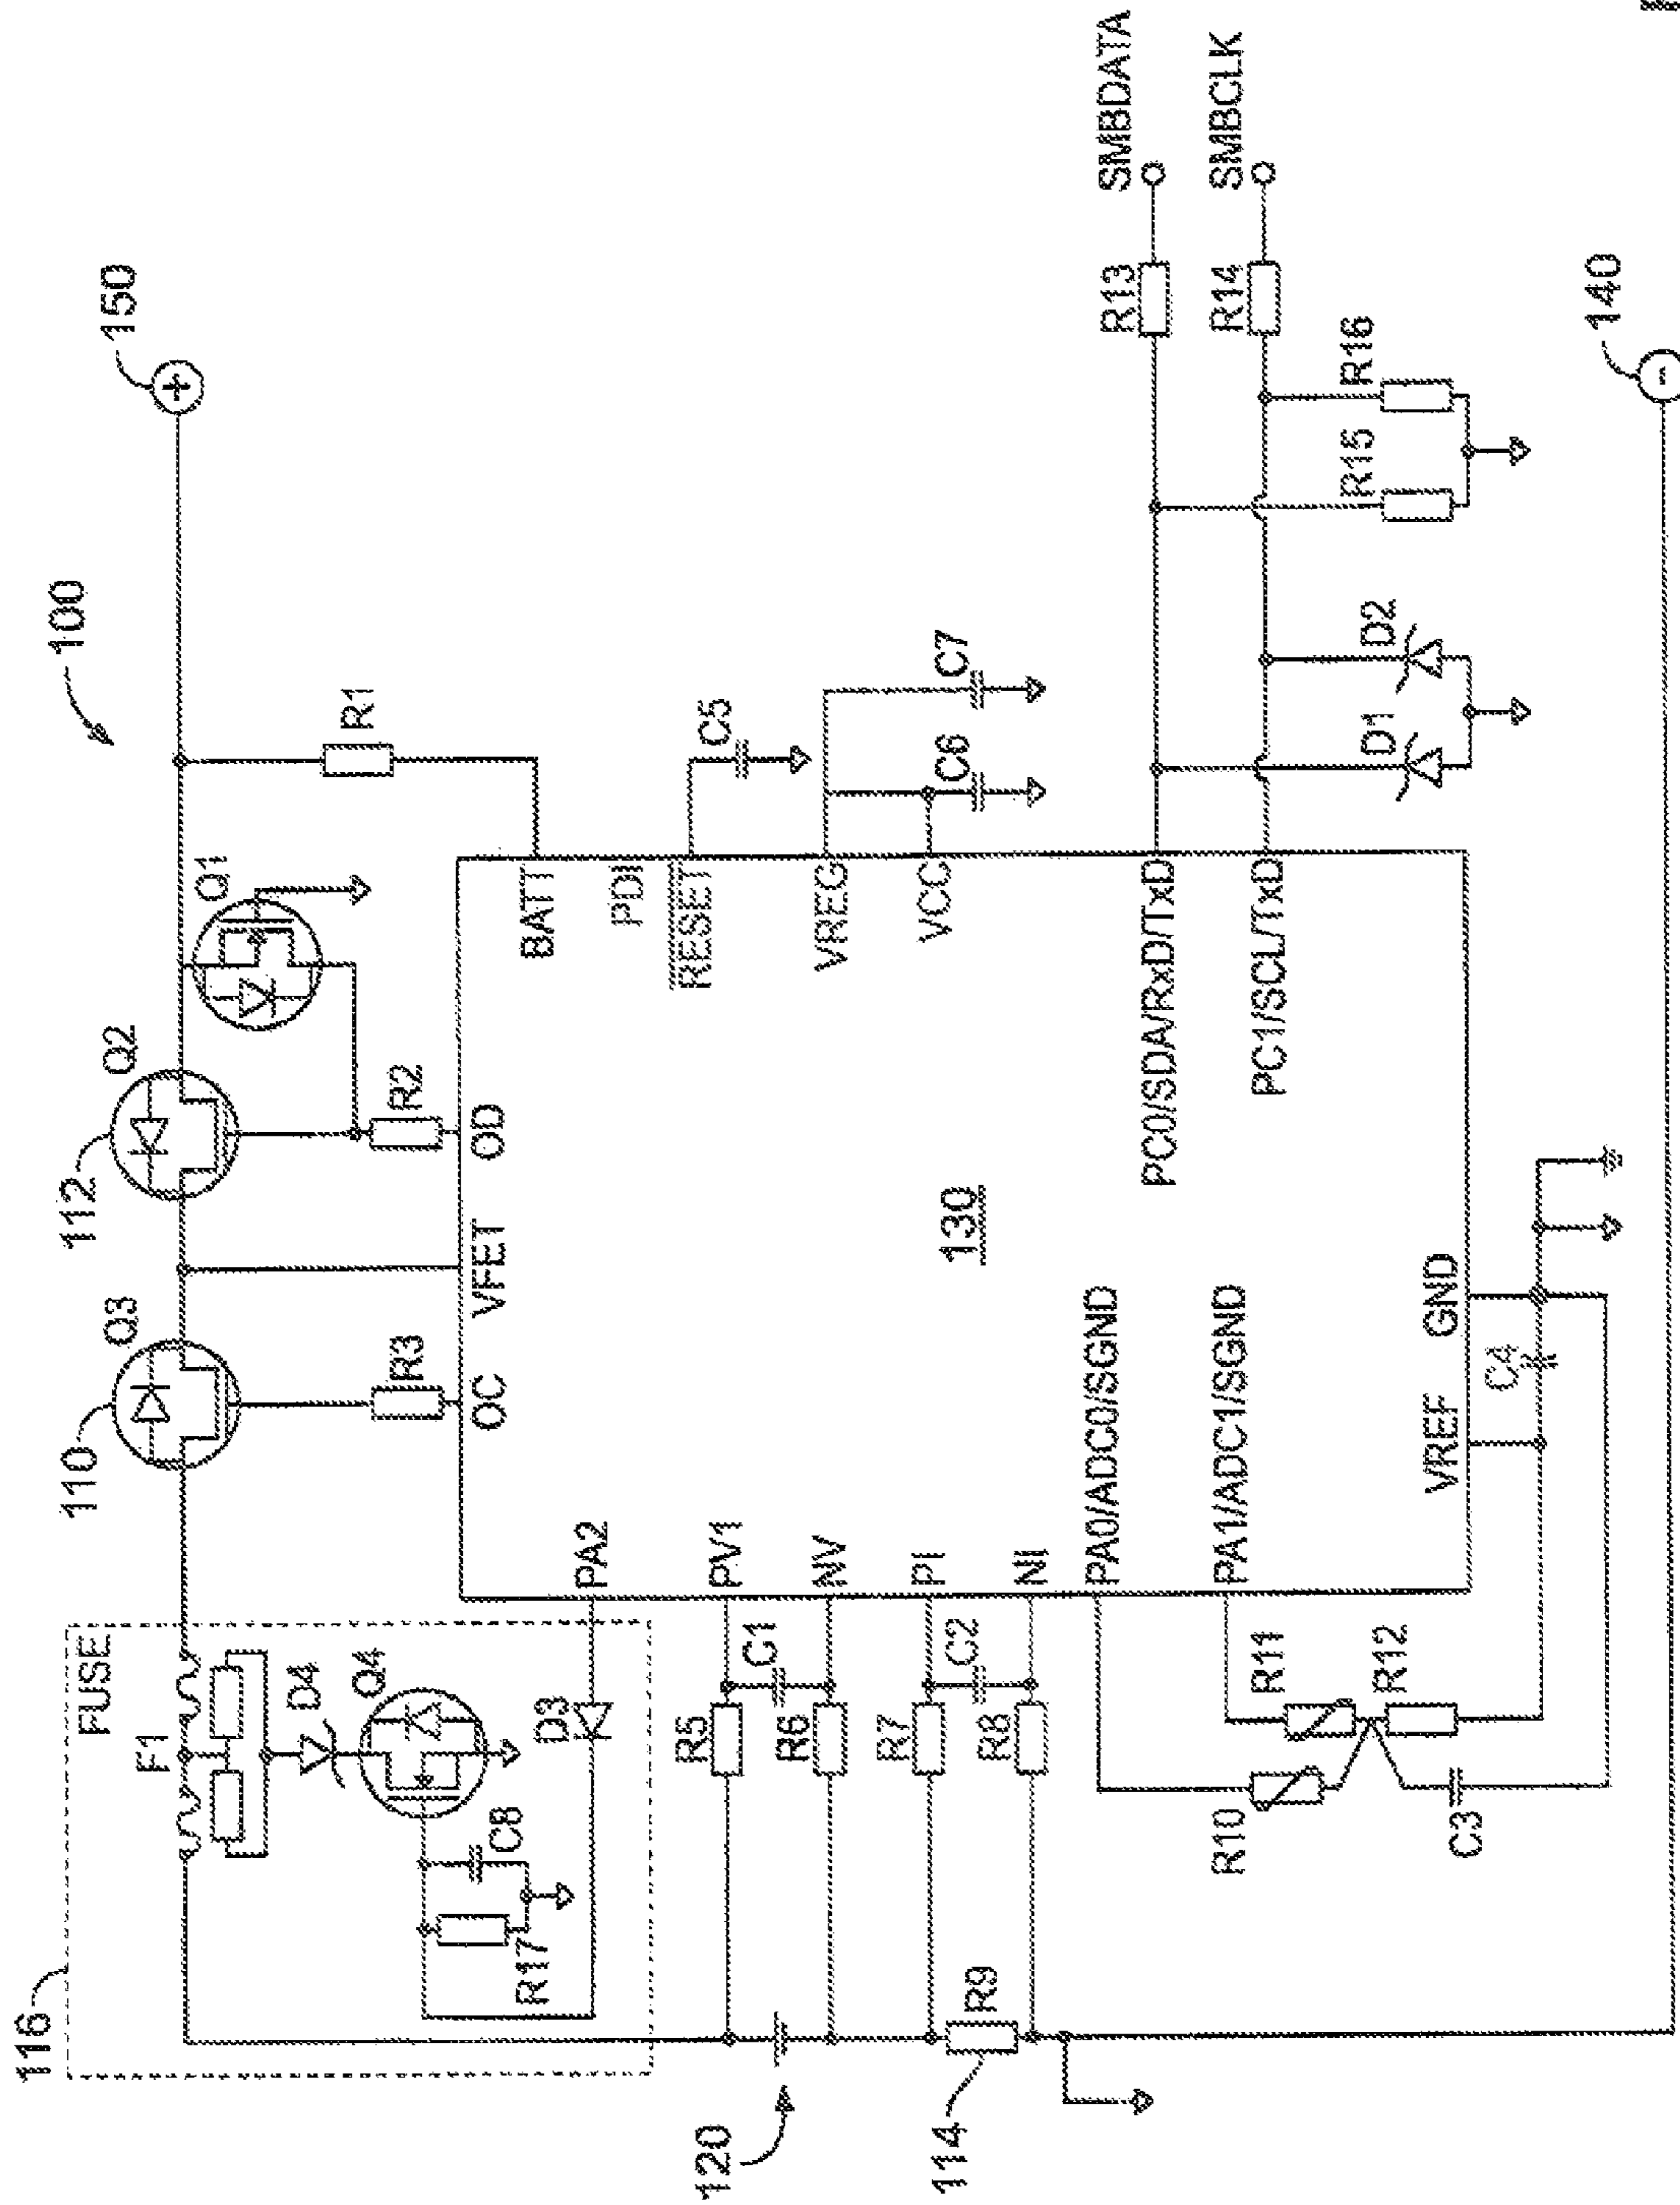 100
150
+
112
Q2
Q1
110
Q3
R1
116
FUSE
F1
D4
Q4
C8
R17
D3
R3
R2
OC
VFET
OD
BATT
PDI
RESET
VREG
VCC
PA2
PV1
NV
PI
NI
PA0/ADC0/SGND
PA1/ADC1/SGND
VREF
GND
PC0/SDA/RxD/TxD
PC1/SCL/TxD
130
C5
C6
C7
R5
C1
R6
R7
C2
R8
120
114
R9
R10
R11
R12
C3
C4
D1
D2
R15
R16
R13
R14
SMBDATA
SMBCLK
140
-